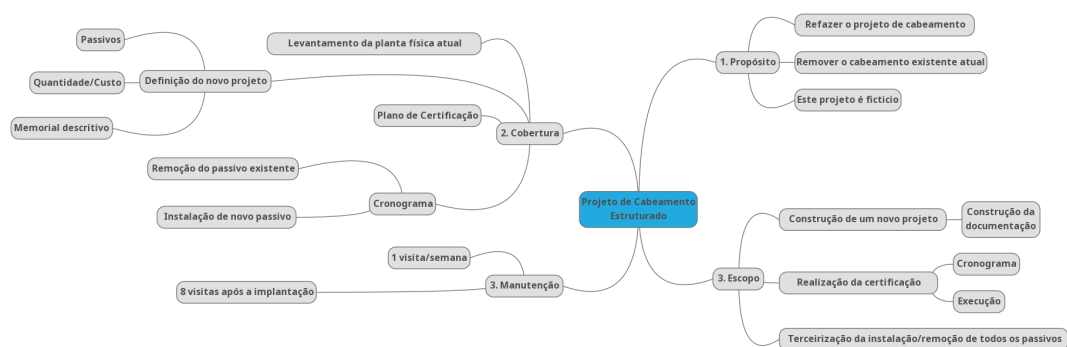 Projeto de Cabeamento
Estruturado
1. Propósito
Refazer o projeto de cabeamento
Remover o cabeamento existente atual
Este projeto é ficticio
2. Cobertura
Levantamento da planta física atual
Definição do novo projeto
Passivos
Quantidade/Custo
Memorial descritivo
Plano de Certificação
Cronograma
Remoção do passivo existente
Instalação de novo passivo
3. Manutenção
1 visita/semana
8 visitas após a implantação
3. Escopo
Construção de um novo projeto
Construção da
documentação
Realização da certificação
Cronograma
Execução
Terceirização da instalação/remoção de todos os passivos